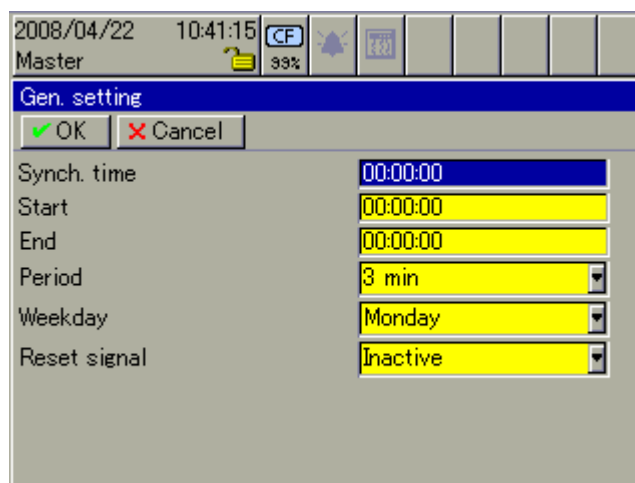 2008/04/22 10:41:15 CF
Master 99%
Gen. setting
OK Cancel
Synch. time 00:00:00
Start 00:00:00
End 00:00:00
Period 3 min
Weekday Monday
Reset signal Inactive